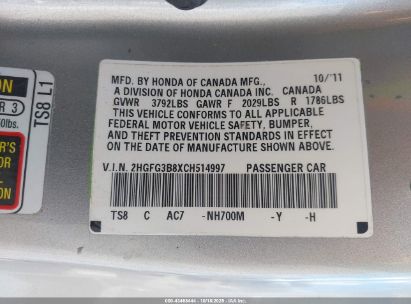 MFD. BY HONDA OF CANADA MFG., 10/'11
A DIVISION OF HONDA CANADA INC. CANADA
GVWR 3792LBS GAWR F 2029LBS R 1786LBS
THIS VEHICLE CONFORMS TO ALL APPLICABLE
FEDERAL MOTOR VEHICLE SAFETY, BUMPER,
AND THEFT PREVENTION STANDARDS IN EFFECT
ON THE DATE OF MANUFACTURE SHOWN ABOVE.
V.I.N. 2HGFG3B8XCH514997 PASSENGER CAR
TS8 C AC7 -NH700M -Y -H
TS8 L1
R 3
0lbs.
R'S